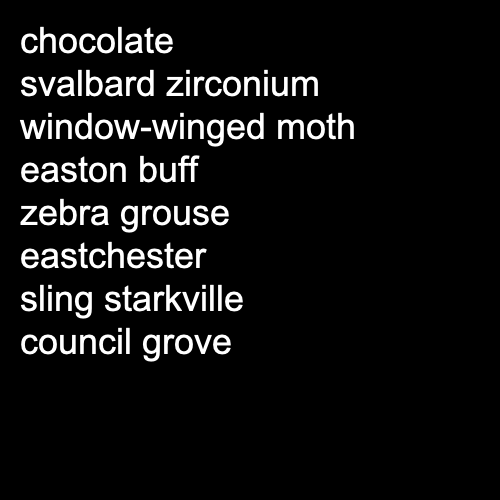 chocolate
svalbard zirconium
window-winged moth
easton buff
zebra grouse
eastchester
sling starkville
council grove